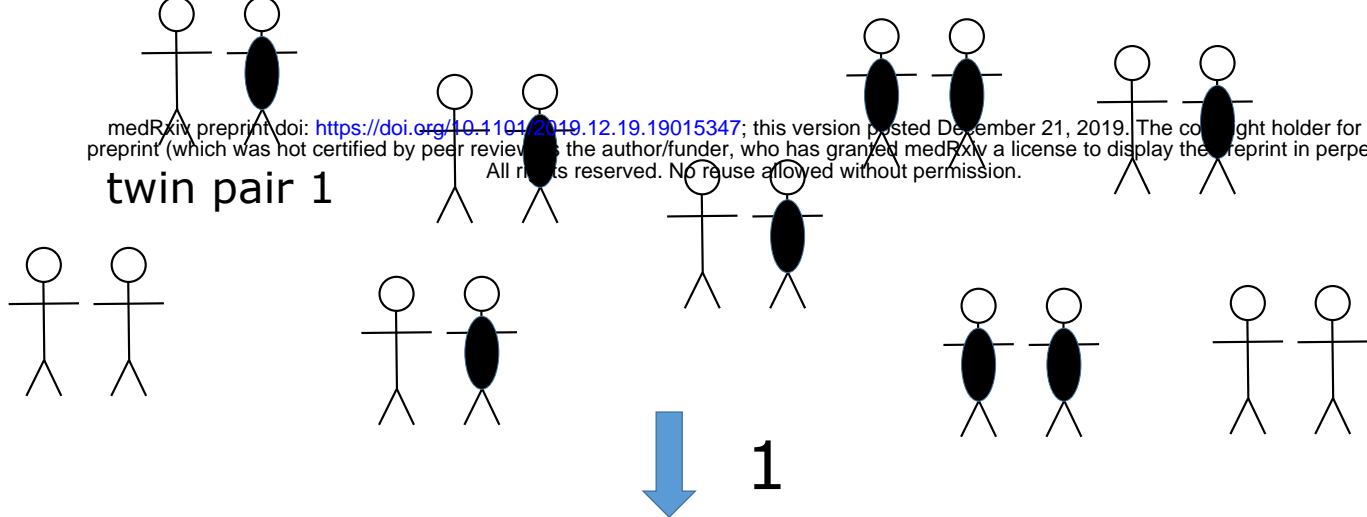 medRxiv preprint doi: https://doi.org/10.1101/2019.12.19.19015347; this version posted December 21, 2019. The copyright holder for
preprint (which was not certified by peer review) is the author/funder, who has granted medRxiv a license to display the preprint in
All rights reserved. No reuse allowed without permission.
twin pair 1
1